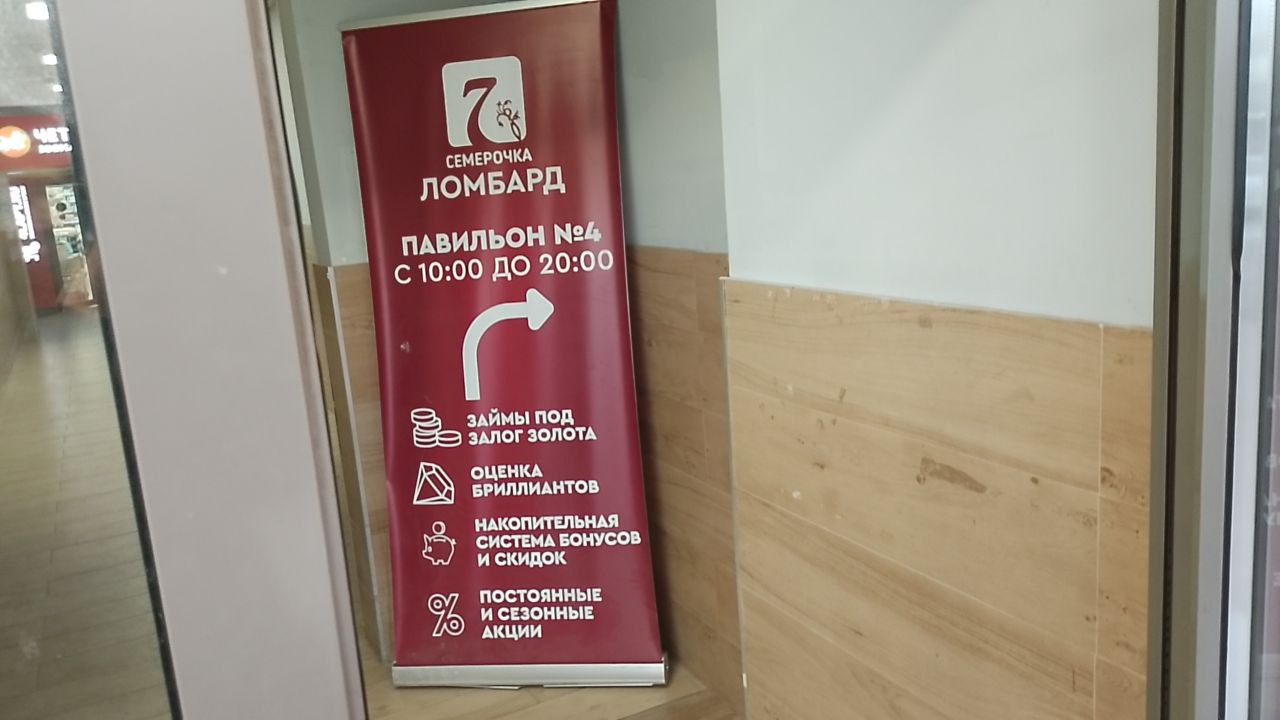 7
СЕМЕРОЧКА
ЛОМБАРД
ПАВИЛЬОН №4
С 10:00 ДО 20:00
ЗАЙМЫ ПОД
ЗАЛОГ ЗОЛОТА
ОЦЕНКА
БРИЛЛИАНТОВ
НАКОПИТЕЛЬНАЯ
СИСТЕМА БОНУСОВ
И СКИДОК
%
ПОСТОЯННЫЕ
И СЕЗОННЫЕ
АКЦИИ
ЧЕТ